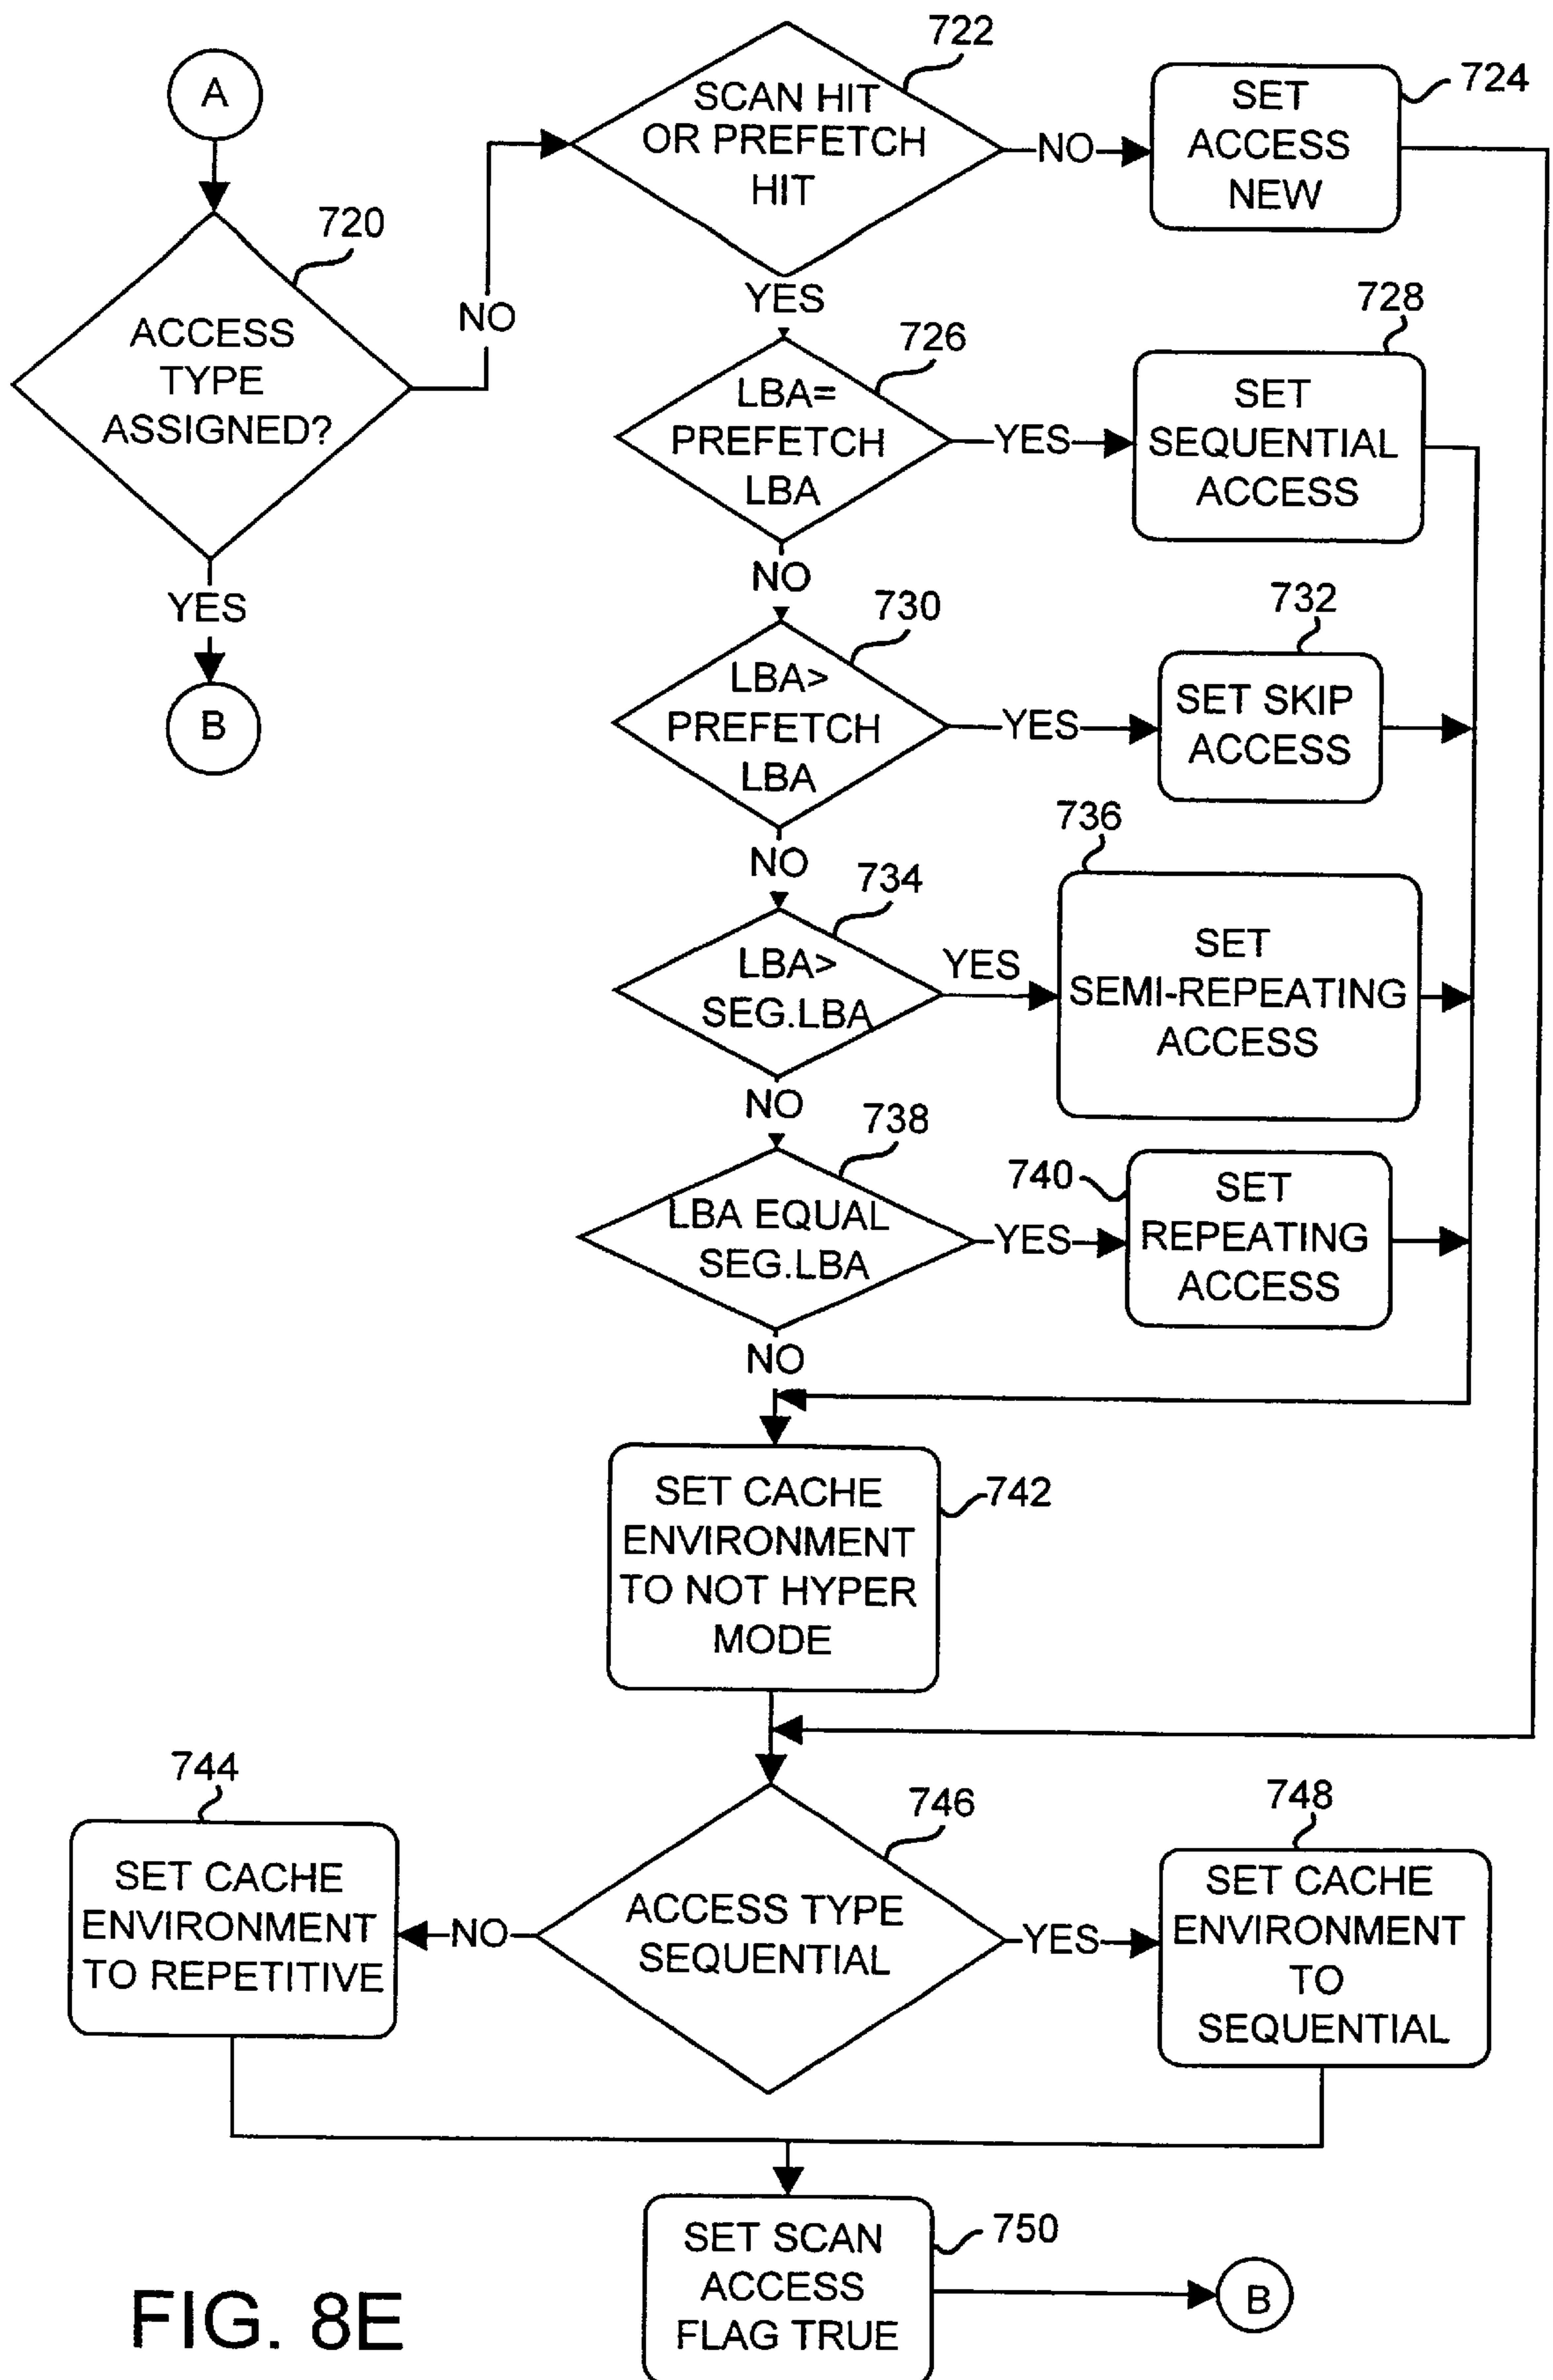 A
720
ACCESS
TYPE
ASSIGNED?
NO
YES
B
722
SCAN HIT
OR PREFETCH
HIT
NO
724
SET
ACCESS
NEW
YES
726
LBA=
PREFETCH
LBA
YES
728
SET
SEQUENTIAL
ACCESS
NO
730
LBA>
PREFETCH
LBA
YES
732
SET SKIP
ACCESS
NO
734
LBA>
SEG.LBA
YES
736
SET
SEMI-REPEATING
ACCESS
NO
738
LBA EQUAL
SEG.LBA
YES
740
SET
REPEATING
ACCESS
NO
742
SET CACHE
ENVIRONMENT
TO NOT HYPER
MODE
744
SET CACHE
ENVIRONMENT
TO REPETITIVE
NO
746
ACCESS TYPE
SEQUENTIAL
YES
748
SET CACHE
ENVIRONMENT
TO
SEQUENTIAL
750
SET SCAN
ACCESS
FLAG TRUE
B
FIG. 8E